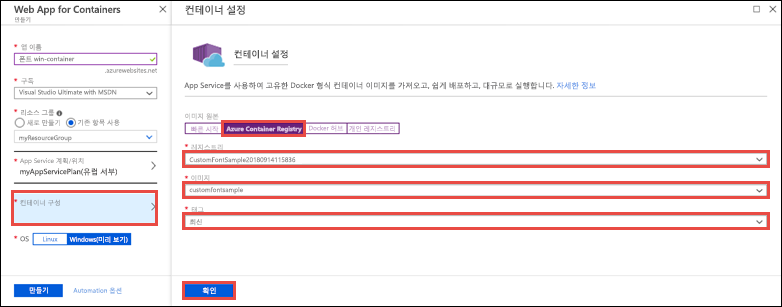 Web App for Containers
만들기
* 앱 이름
폰트 win-container
.azurewebsites.net
* 구독
Visual Studio Ultimate with MSDN
* 리소스 그룹
새로 만들기 기존 항목 사용
myResourceGroup
* App Service 계획/위치
myAppServicePlan(유럽 서부)
* 컨테이너 구성
* OS Linux Windows(미리 보기)
만들기 Automation 옵션
컨테이너 설정
컨테이너 설정
App Service를 사용하여 고유한 Docker 형식 컨테이너 이미지를 가져오고, 쉽게 배포하고, 대규모로 실행합니다. 자세한 정보
이미지 원본
빠른 시작 Azure Container Registry Docker 허브 개인 레지스트리
* 레지스트리
CustomFontSample20180914115836
* 이미지
customfontsample
* 태그
최신
확인